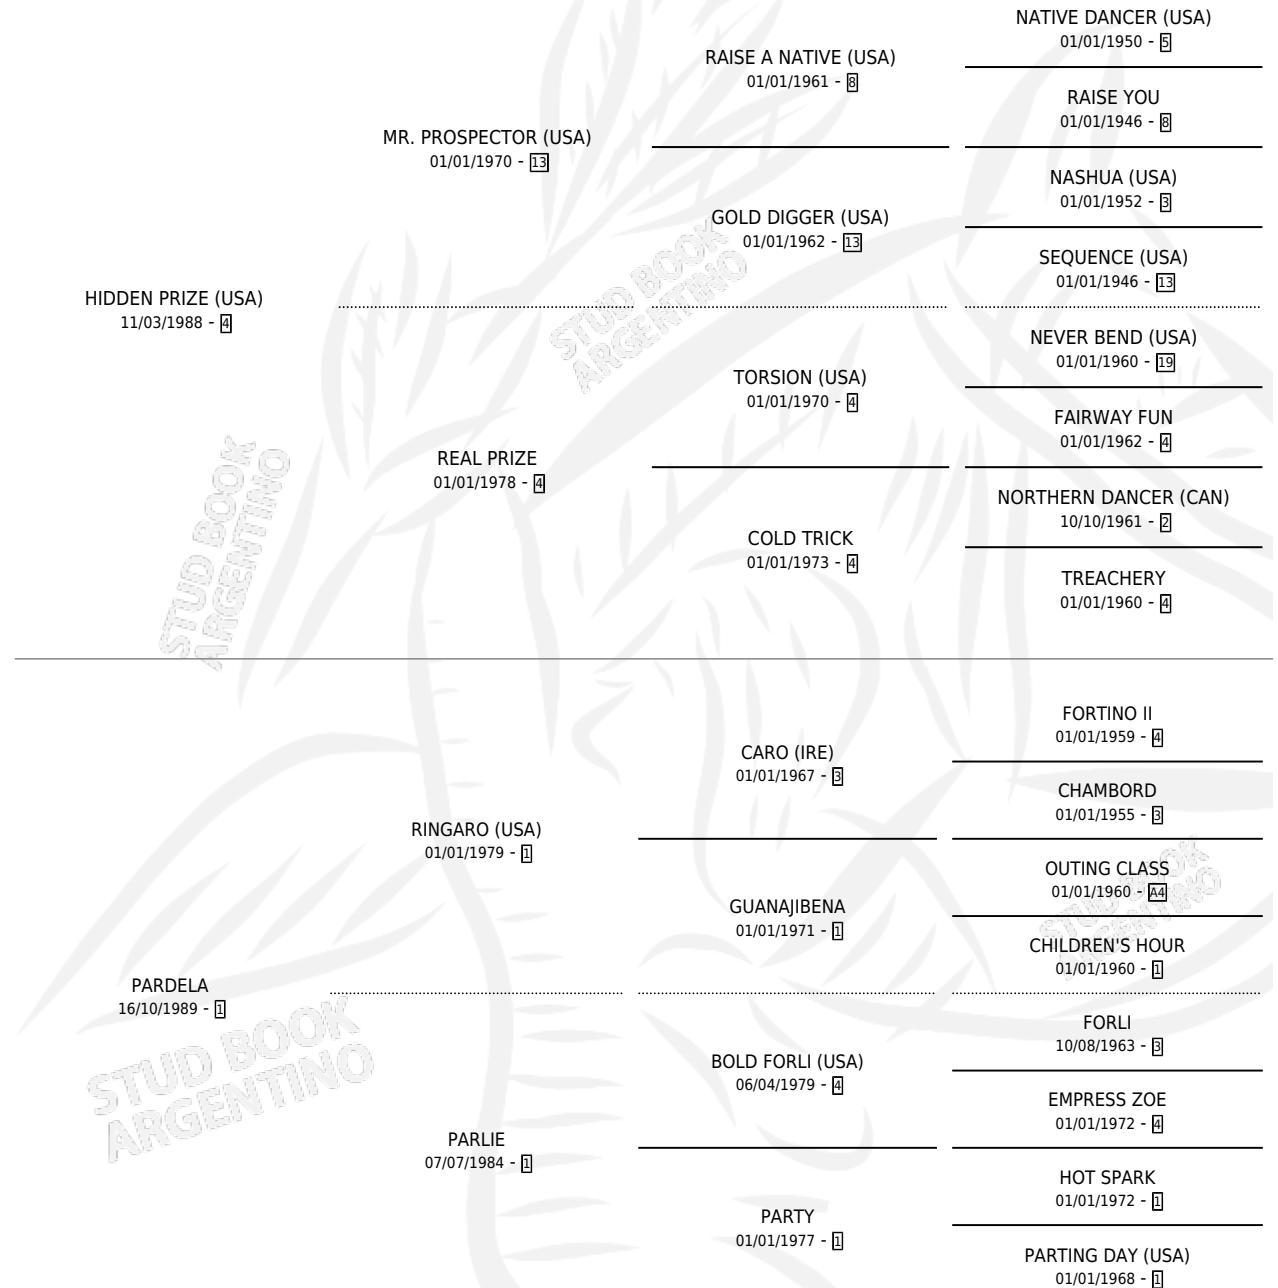 NATIVE DANCER (USA)
01/01/1950 - 5
RAISE A NATIVE (USA)
01/01/1961 - 8
RAISE YOU
01/01/1946 - 8
MR. PROSPECTOR (USA)
01/01/1970 - 13
NASHUA (USA)
01/01/1952 - 3
GOLD DIGGER (USA)
01/01/1962 - 13
SEQUENCE (USA)
01/01/1946 - 13
HIDDEN PRIZE (USA)
11/03/1988 - 4
NEVER BEND (USA)
01/01/1960 - 19
TORSION (USA)
01/01/1970 - 4
FAIRWAY FUN
01/01/1962 - 4
REAL PRIZE
01/01/1978 - 4
NORTHERN DANCER (CAN)
10/10/1961 - 2
COLD TRICK
01/01/1973 - 4
TREACHERY
01/01/1960 - 4
FORTINO II
01/01/1959 - 4
CARO (IRE)
01/01/1967 - 3
CHAMBORD
01/01/1955 - 3
RINGARO (USA)
01/01/1979 - 1
OUTING CLASS
01/01/1960 - A4
GUANAJIBENA
01/01/1971 - 1
CHILDREN'S HOUR
01/01/1960 - 1
PARDELA
16/10/1989 - 1
FORLI
10/08/1963 - 3
BOLD FORLI (USA)
06/04/1979 - 4
EMPRESS ZOE
01/01/1972 - 4
PARLIE
07/07/1984 - 1
HOT SPARK
01/01/1972 - 1
PARTY
01/01/1977 - 1
PARTING DAY (USA)
01/01/1968 - 1
STUD BOOK
ARGENTINO
STUD BOOK
ARGENTINO
STUD BOOK
ARGENTINO
STUD BOOK
ARGENTINO